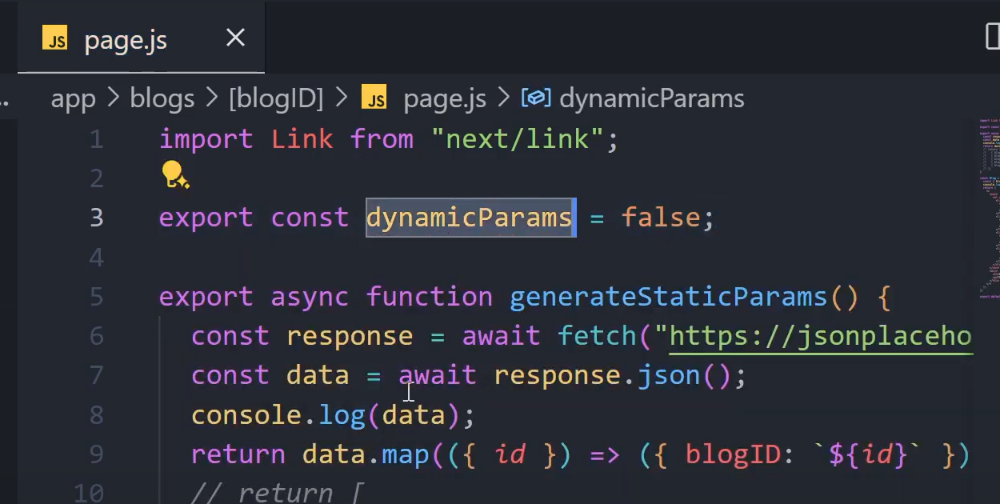 JS page.js
.. app > blogs > [blogID] > JS page.js > dynamicParams
1 import Link from "next/link";
2
3 export const dynamicParams = false;
4
5 export async function generateStaticParams() {
6 const response = await fetch("https://jsonplaceho
7 const data = await response.json();
8 console.log(data);
9 return data.map(({ id }) => ({ blogID: `${id}` })
10 // return [